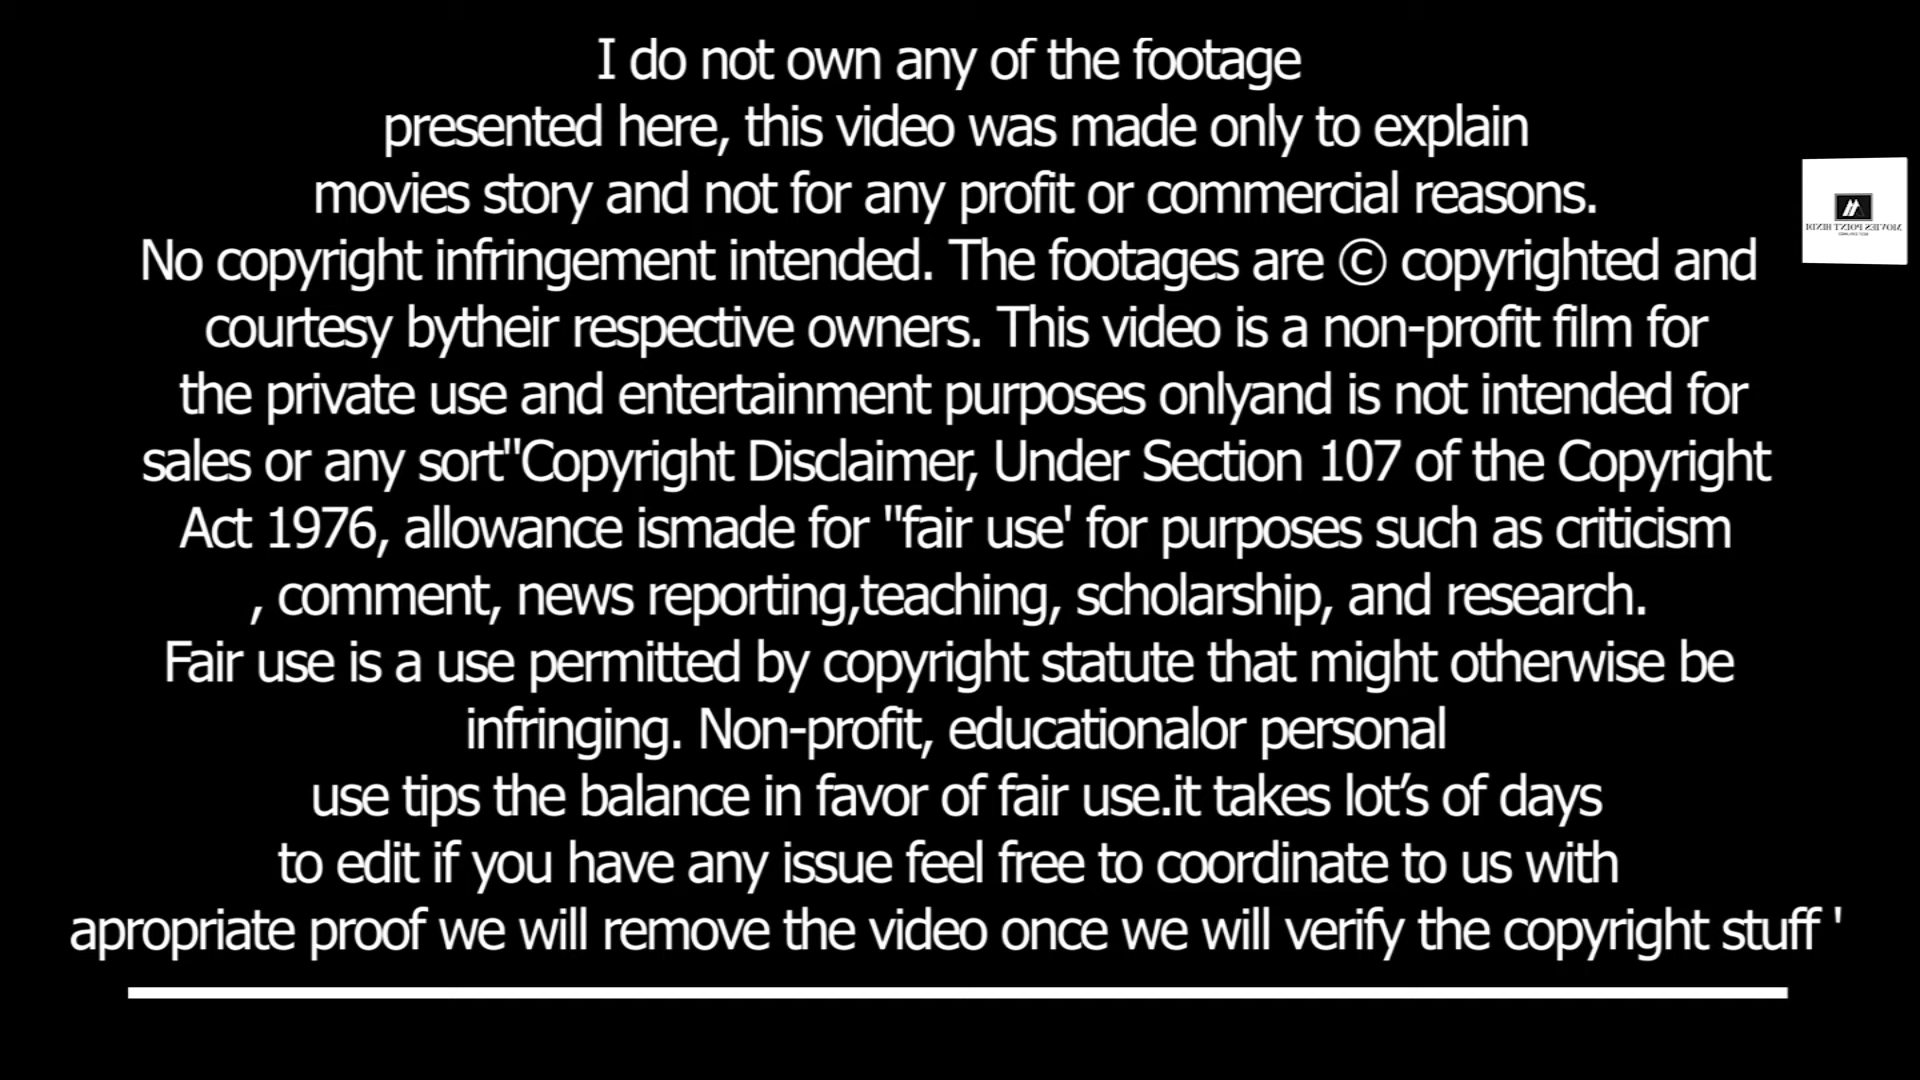 I do not own any of the footage
presented here, this video was made only to explain
movies story and not for any profit or commercial reasons.
No copyright infringement intended. The footages are © copyrighted and
courtesy bytheir respective owners. This video is a non-profit film for
the private use and entertainment purposes onlyand is not intended for
sales or any sort"Copyright Disclaimer, Under Section 107 of the Copyright
Act 1976, allowance ismade for "fair use' for purposes such as criticism
, comment, news reporting,teaching, scholarship, and research.
Fair use is a use permitted by copyright statute that might otherwise be
infringing. Non-profit, educationalor personal
use tips the balance in favor of fair use.it takes lot’s of days
to edit if you have any issue feel free to coordinate to us with
apropriate proof we will remove the video once we will verify the copyright stuff '
MOVIES POINT HINDI